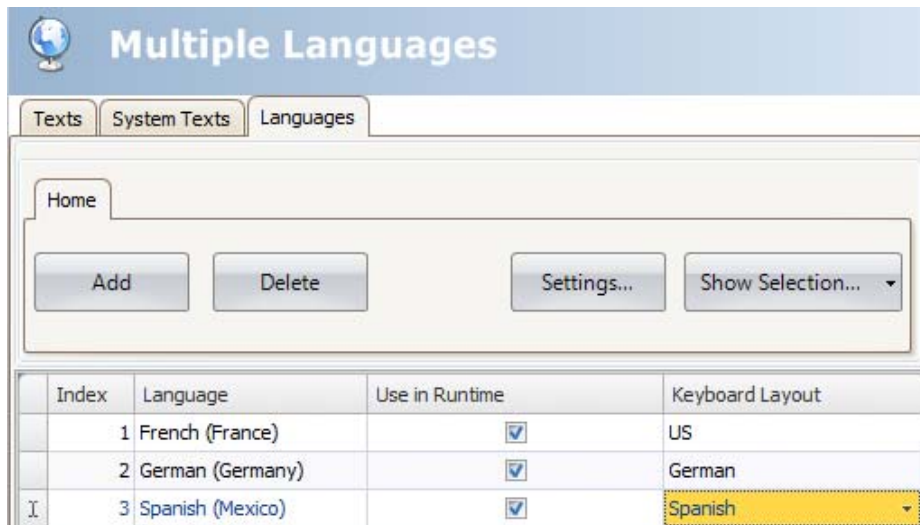 Multiple Languages
Texts System Texts Languages
Home
Add Delete Settings... Show Selection...
Index Language Use in Runtime Keyboard Layout
1 French (France) US
2 German (Germany) German
3 Spanish (Mexico) Spanish